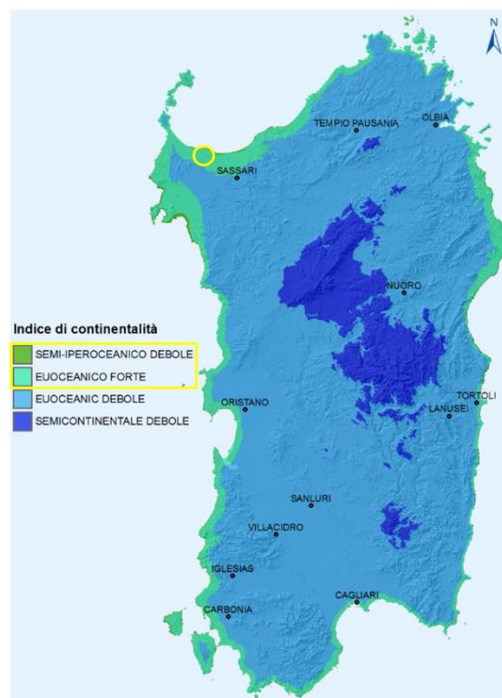 N
TEMPIO PAUSANIA
OLBIA
SASSARI
NUORO
Indice di continentalità
SEMI-IPEROCEANICO DEBOLE
EUOCEANICO FORTE
EUOCEANIC DEBOLE
SEMICONTINENTALE DEBOLE
ORISTANO
TORTOLI
LANUSEI
SANLURI
VILLACIDRO
IGLESIAS
CARBONIA
CAGLIARI